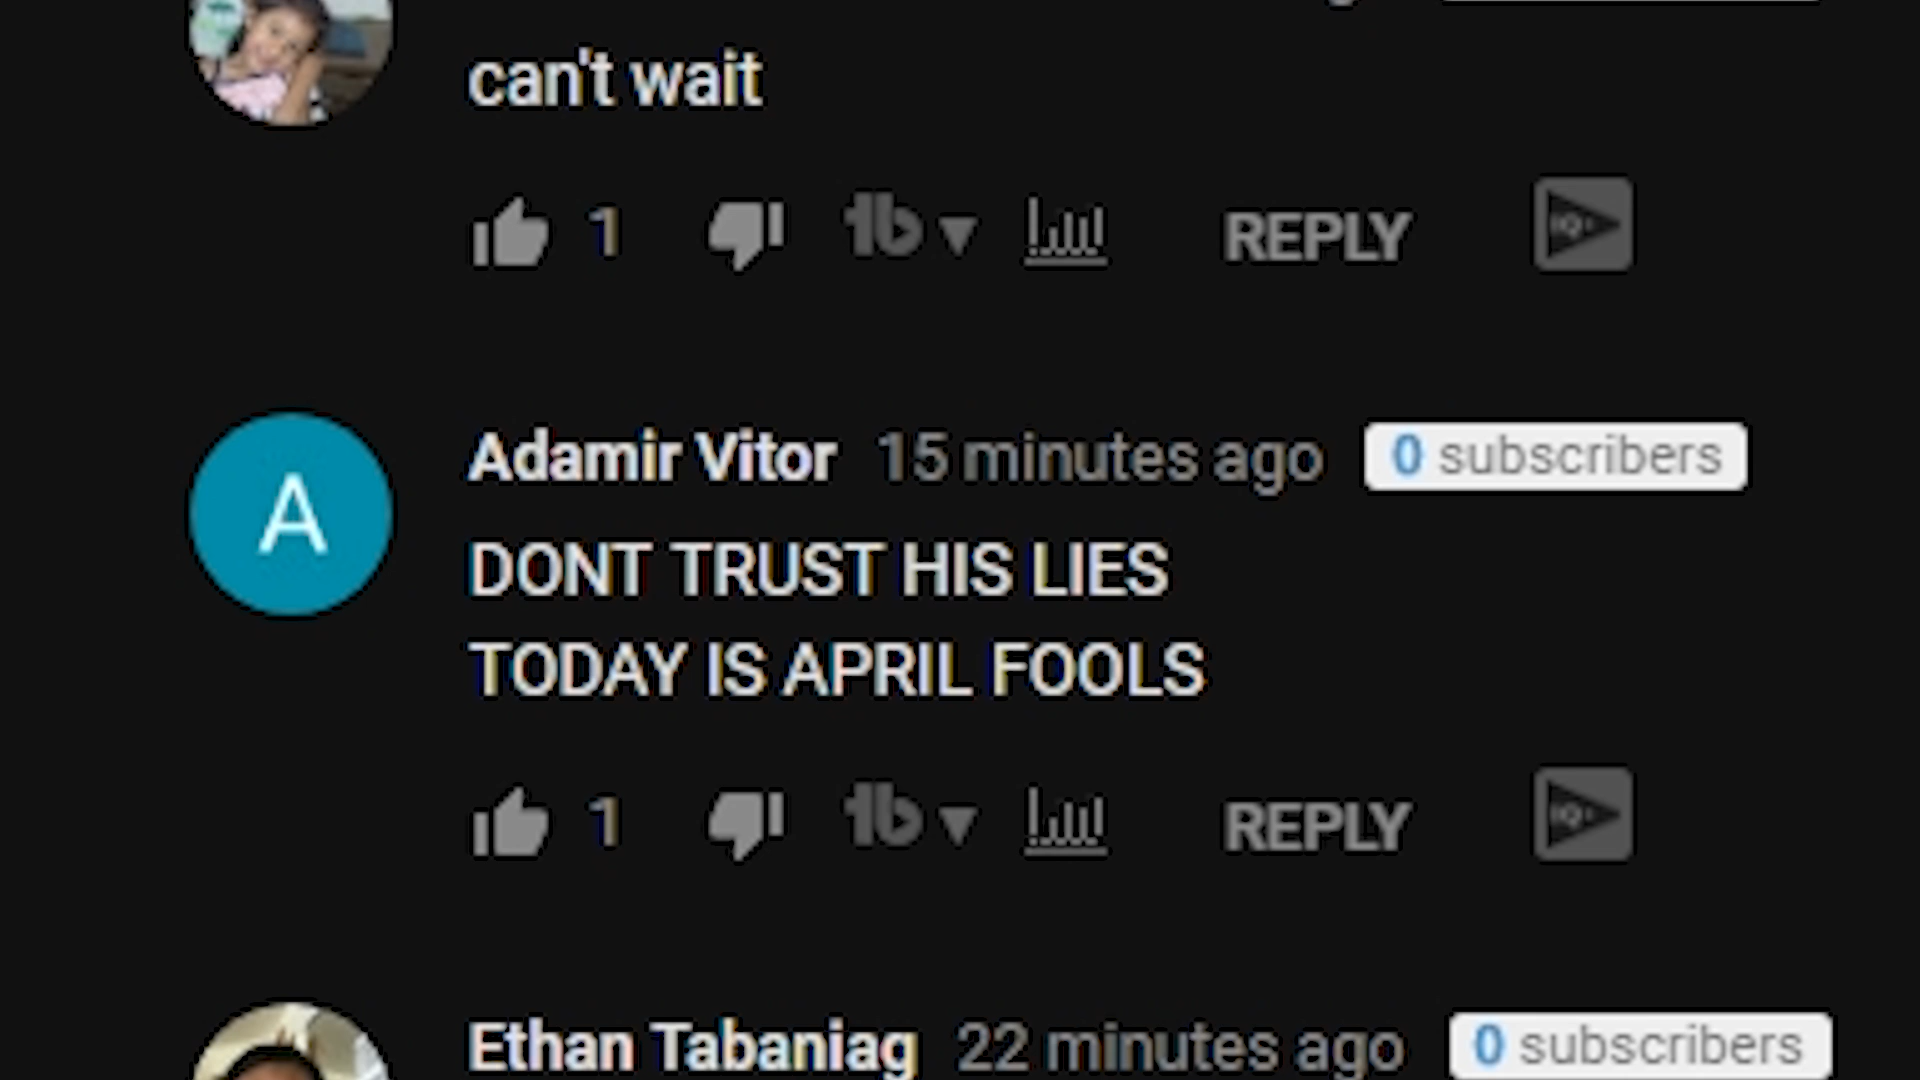 can't wait
1 REPLY
A
Adamir Vitor 15 minutes ago 0 subscribers
DONT TRUST HIS LIES
TODAY IS APRIL FOOLS
1 REPLY
Ethan Tabaniag 22 minutes ago 0 subscribers